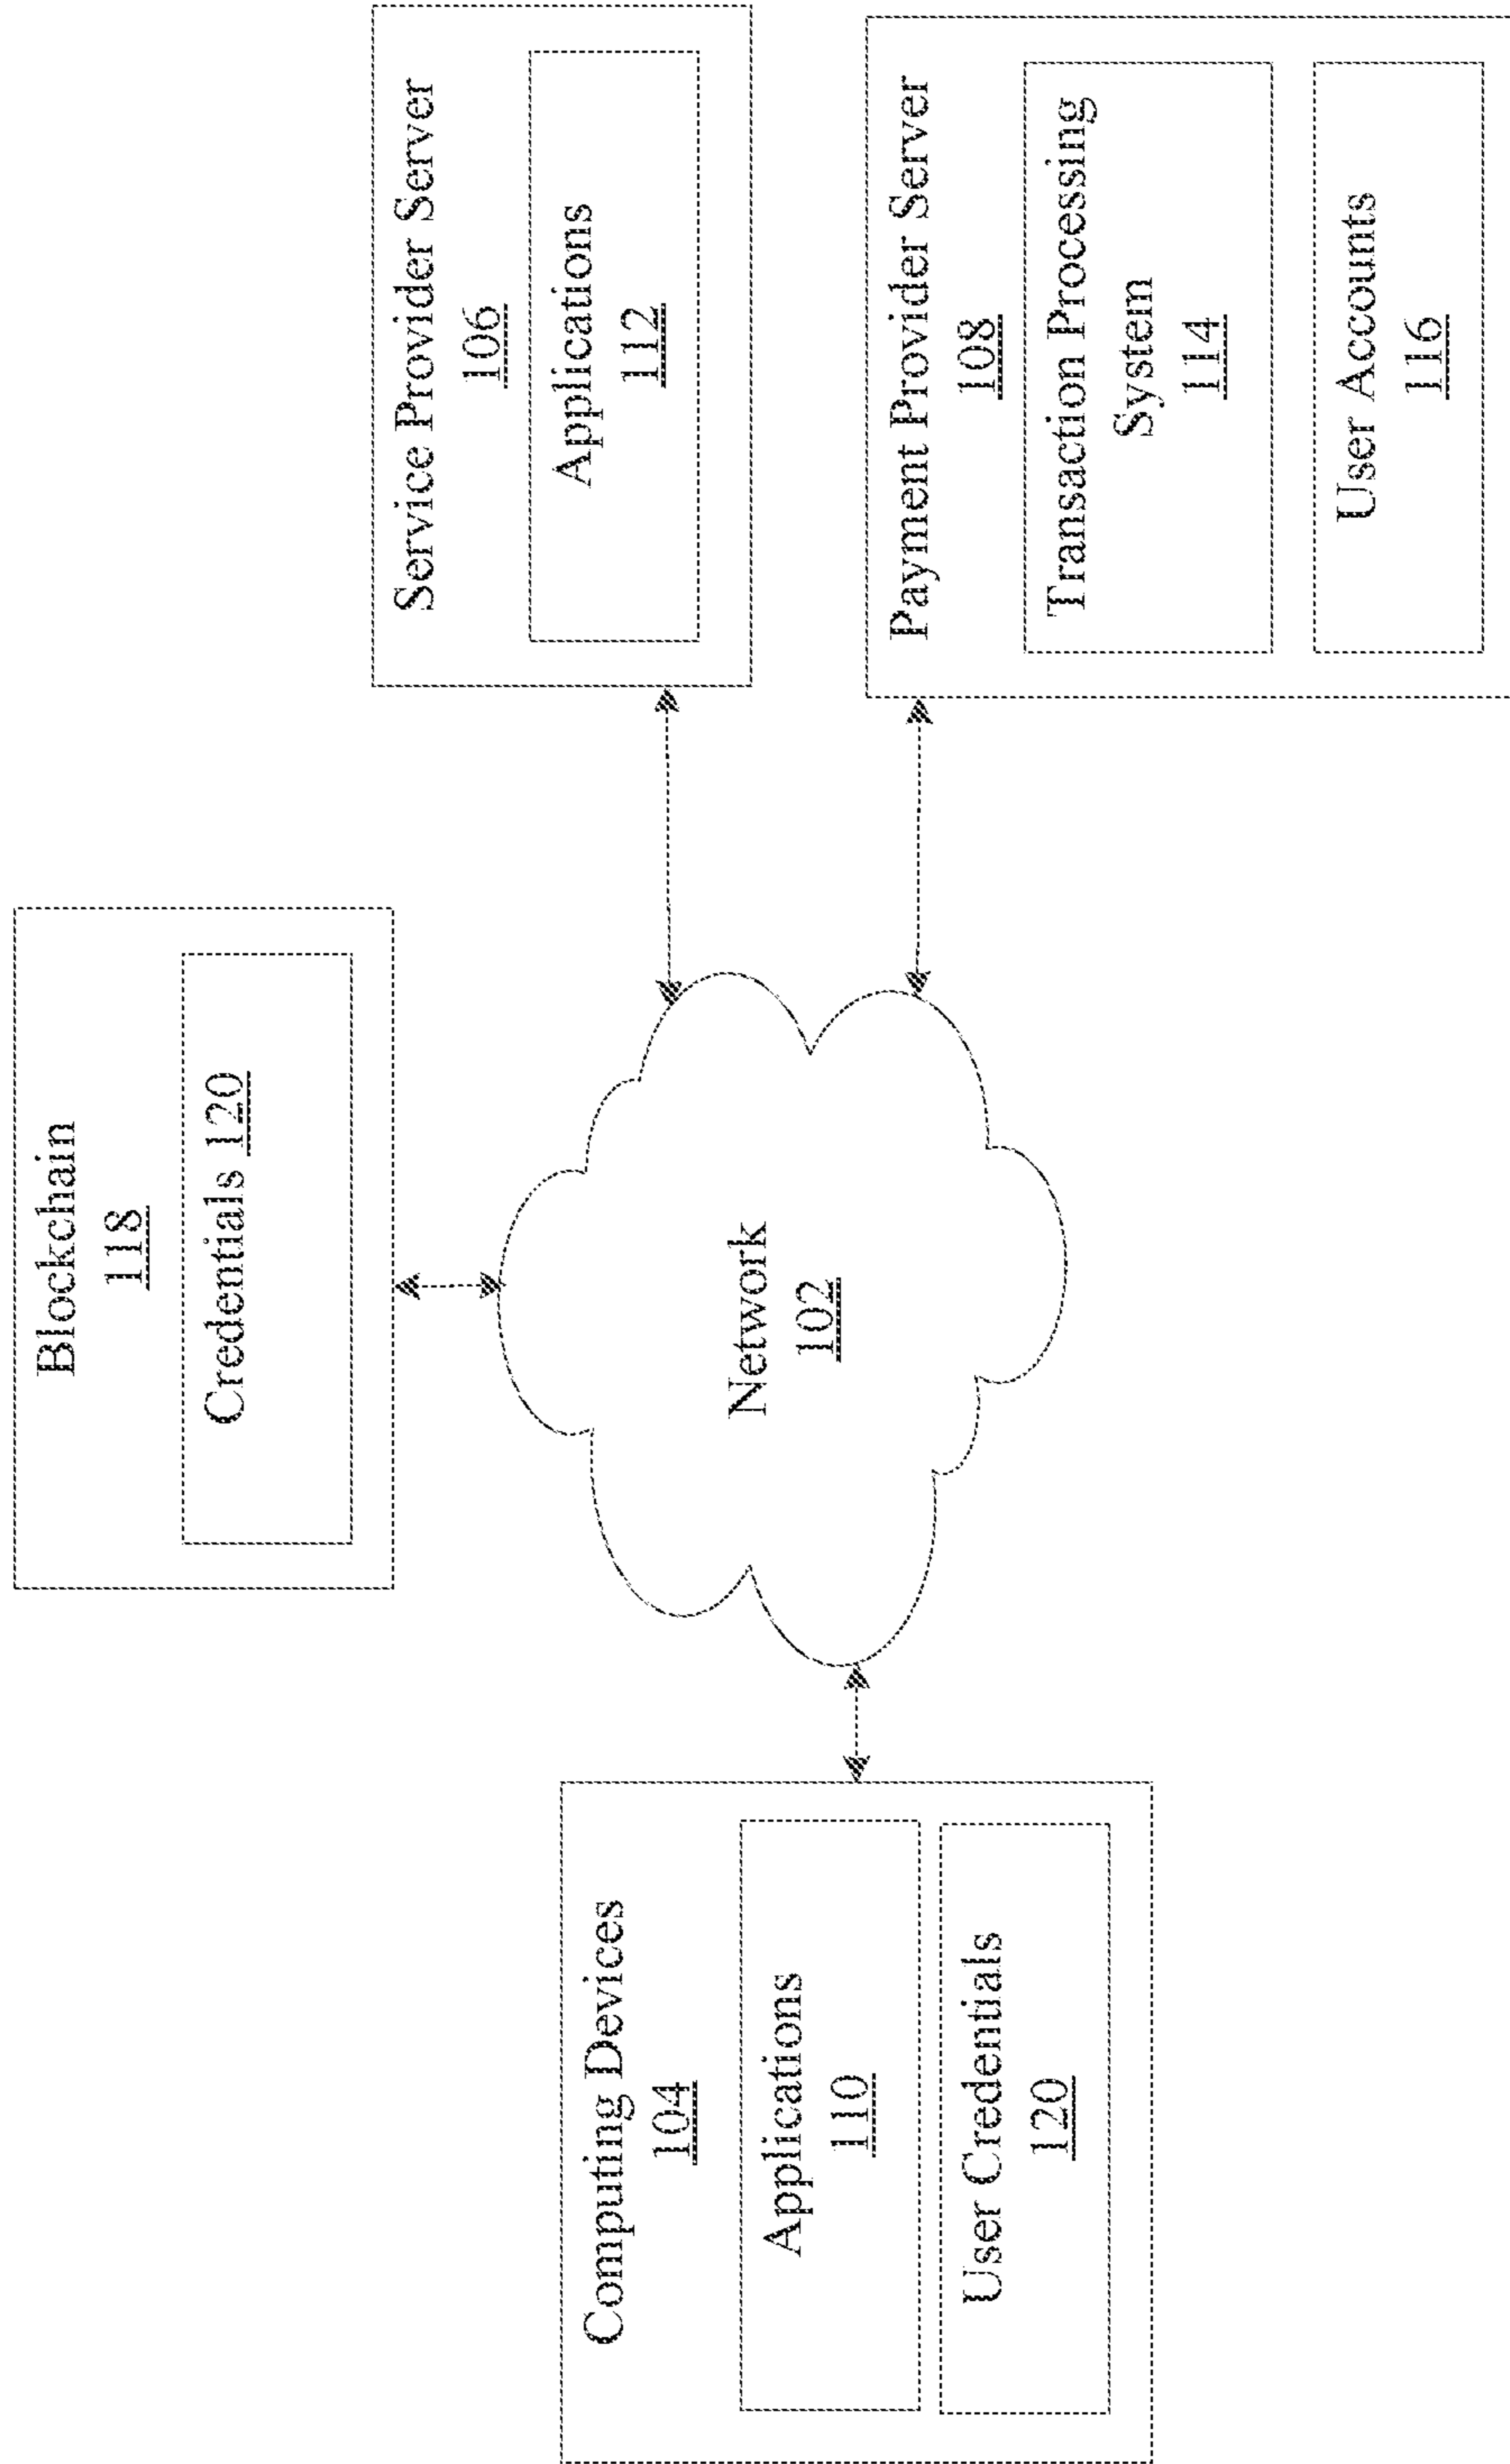 Blockchain
118
Credentials 120
Service Provider Server
106
Applications
112
Network
102
Computing Devices
104
Applications
110
User Credentials
120
Payment Provider Server
108
Transaction Processing
System
114
User Accounts
116